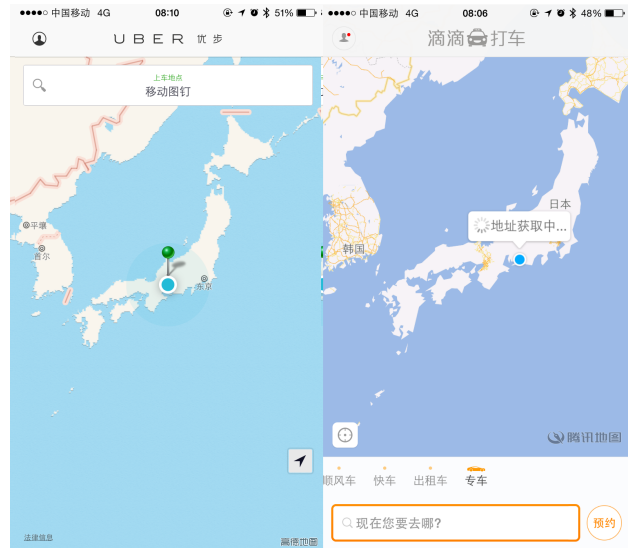 中国移动 4G 08:10 51%
UBER 优步
上车地点
移动图钉
平壤
首尔
东京
法律信息
高德地图
中国移动 4G 08:06 48%
滴滴打车
日本
地址获取中...
韩国
腾讯地图
顺风车 快车 出租车 专车
现在您要去哪?
预约